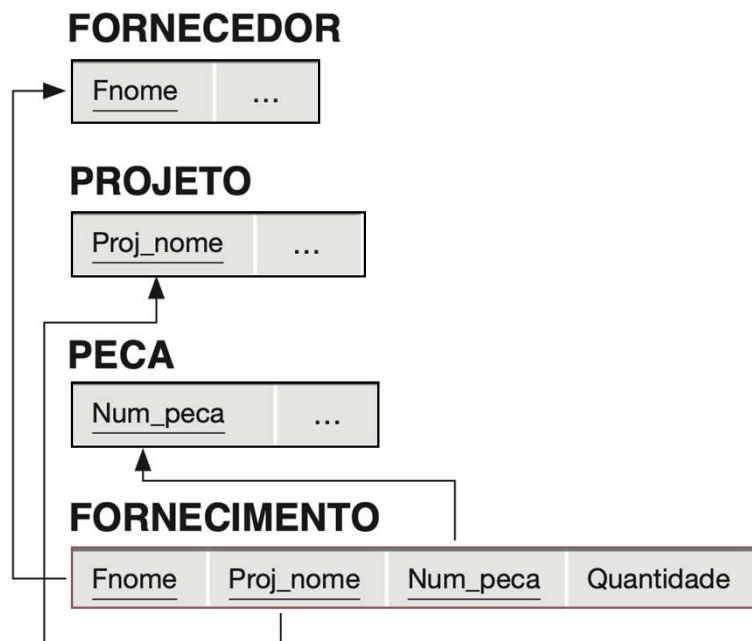 FORNECEDOR
Fnome ...
PROJETO
Proj_nome ...
PECA
Num_peca ...
FORNECIMENTO
Fnome Proj_nome Num_peca Quantidade